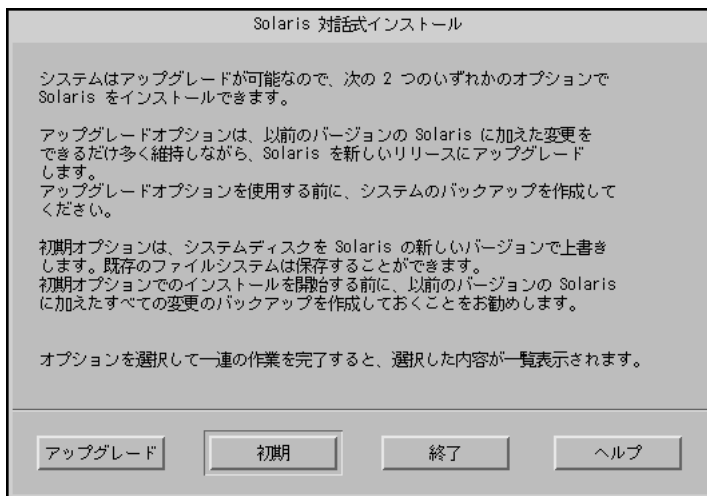 Solaris 対話式インストール
システムはアップグレードが可能なので、次の 2 つのいずれかのオプションで
Solaris をインストールできます。
アップグレードオプションは、以前のバージョンの Solaris に加えた変更を
できるだけ多く維持しながら、Solaris を新しいリリースにアップグレード
します。
アップグレードオプションを使用する前に、システムのバックアップを作成して
ください。
初期オプションは、システムディスクを Solaris の新しいバージョンで上書き
します。既存のファイルシステムは保存することができます。
初期オプションでのインストールを開始する前に、以前のバージョンの Solaris
に加えたすべての変更のバックアップを作成しておくことをお勧めします。
オプションを選択して一連の作業を完了すると、選択した内容が一覧表示されます。
アップグレード 初期 終了 ヘルプ